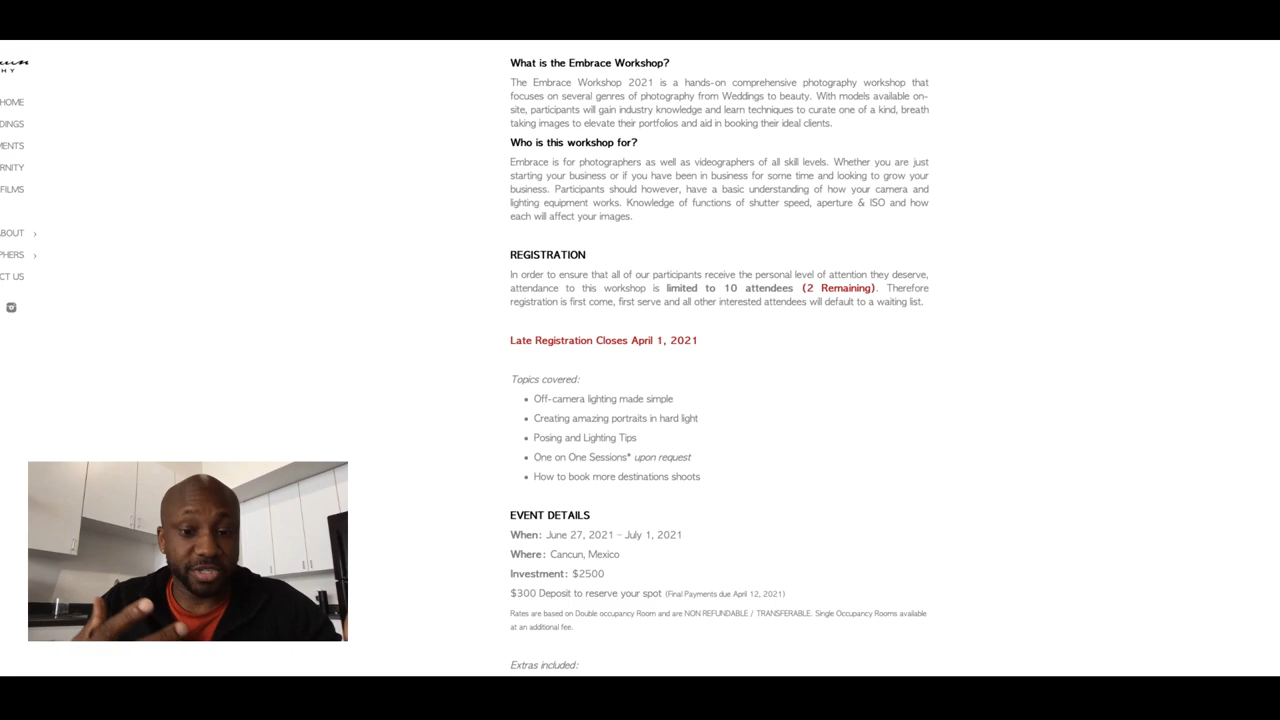 HY
HOME
DINGS
MENTS
RNITY
FILMS
ABOUT
PHERS
CT US
What is the Embrace Workshop?
The Embrace Workshop 2021 is a hands-on comprehensive photography workshop that
focuses on several genres of photography from Weddings to beauty. With models available on-
site, participants will gain industry knowledge and learn techniques to curate one of a kind, breath
taking images to elevate their portfolios and aid in booking their ideal clients.
Who is this workshop for?
Embrace is for photographers as well as videographers of all skill levels. Whether you are just
starting your business or if you have been in business for some time and looking to grow your
business. Participants should however, have a basic understanding of how your camera and
lighting equipment works. Knowledge of functions of shutter speed, aperture & ISO and how
each will affect your images.
REGISTRATION
In order to ensure that all of our participants receive the personal level of attention they deserve,
attendance to this workshop is limited to 10 attendees (2 Remaining). Therefore
registration is first come, first serve and all other interested attendees will default to a waiting list.
Late Registration Closes April 1, 2021
Topics covered:
• Off-camera lighting made simple
• Creating amazing portraits in hard light
• Posing and Lighting Tips
• One on One Sessions* upon request
• How to book more destinations shoots
EVENT DETAILS
When: June 27, 2021 – July 1, 2021
Where: Cancun, Mexico
Investment: $2500
$300 Deposit to reserve your spot (Final Payments due April 12, 2021)
Rates are based on Double occupancy Room and are NON REFUNDABLE / TRANSFERABLE. Single Occupancy Rooms available
at an additional fee.
Extras included: